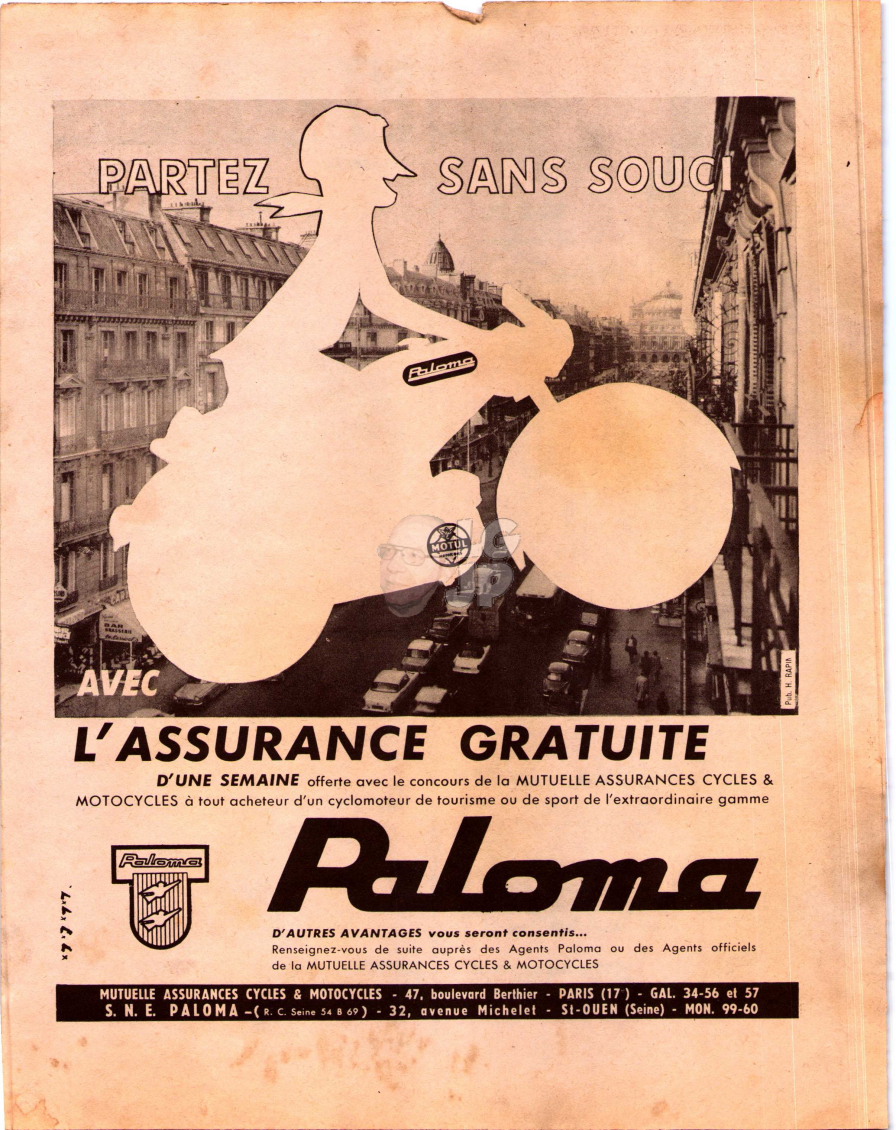 PARTEZ SANS SOUCI
Paloma
MOTUL
BAR
AVEC
Pub. H. RAPIN
L'ASSURANCE GRATUITE
D'UNE SEMAINE offerte avec le concours de la MUTUELLE ASSURANCES CYCLES &
MOTOCYCLES à tout acheteur d'un cyclomoteur de tourisme ou de sport de l'extraordinaire gamme
Paloma
Paloma
D'AUTRES AVANTAGES vous seront consentis...
Renseignez-vous de suite auprès des Agents Paloma ou des Agents officiels
de la MUTUELLE ASSURANCES CYCLES & MOTOCYCLES
MUTUELLE ASSURANCES CYCLES & MOTOCYCLES - 47, boulevard Berthier - PARIS (17) - GAL. 34-56 et 57
S. N. E. PALOMA -( R. C. Seine 54 B 69 ) - 32, avenue Michelet - St-OUEN (Seine) - MON. 99-60